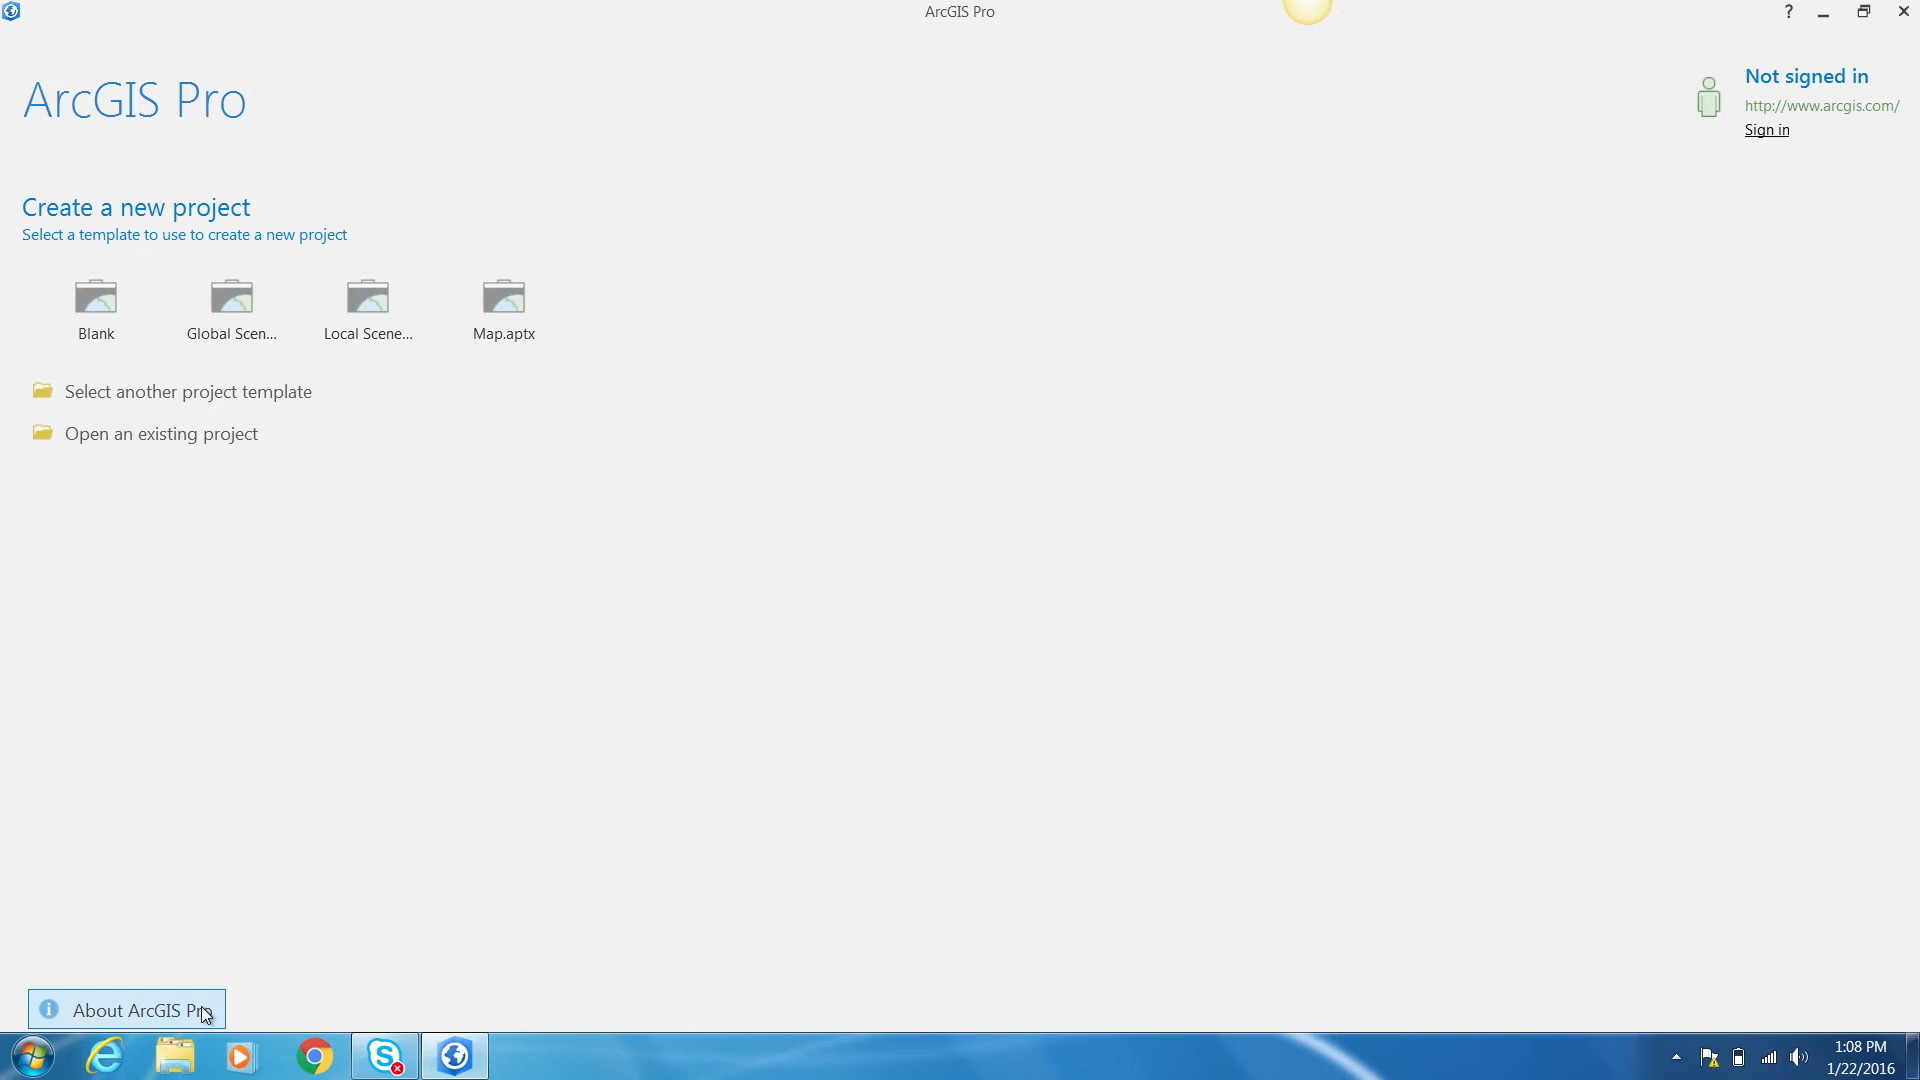 ArcGIS Pro
?
ArcGIS Pro
Not signed in
http://www.arcgis.com/
Sign in
Create a new project
Select a template to use to create a new project
Blank
Global Scen...
Local Scene...
Map.aptx
Select another project template
Open an existing project
About ArcGIS Pro
1:08 PM
1/22/2016